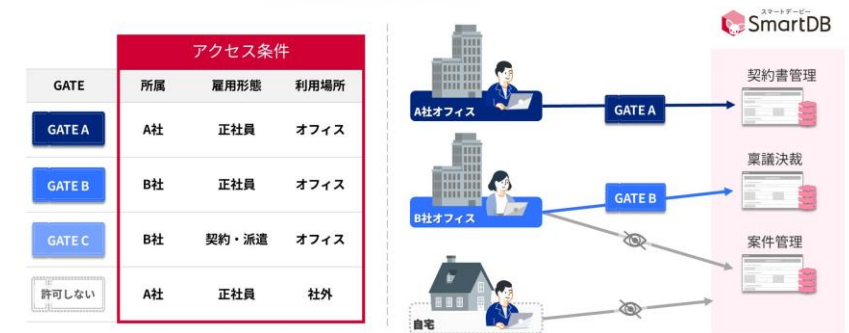 スマートデービー
SmartDB
アクセス条件
GATE 所属 雇用形態 利用場所
GATE A A社 正社員 オフィス
GATE B B社 正社員 オフィス
GATE C B社 契約・派遣 オフィス
許可しない A社 正社員 社外
A社オフィス
GATE A
契約書管理
B社オフィス
GATE B
稟議決裁
案件管理
自宅